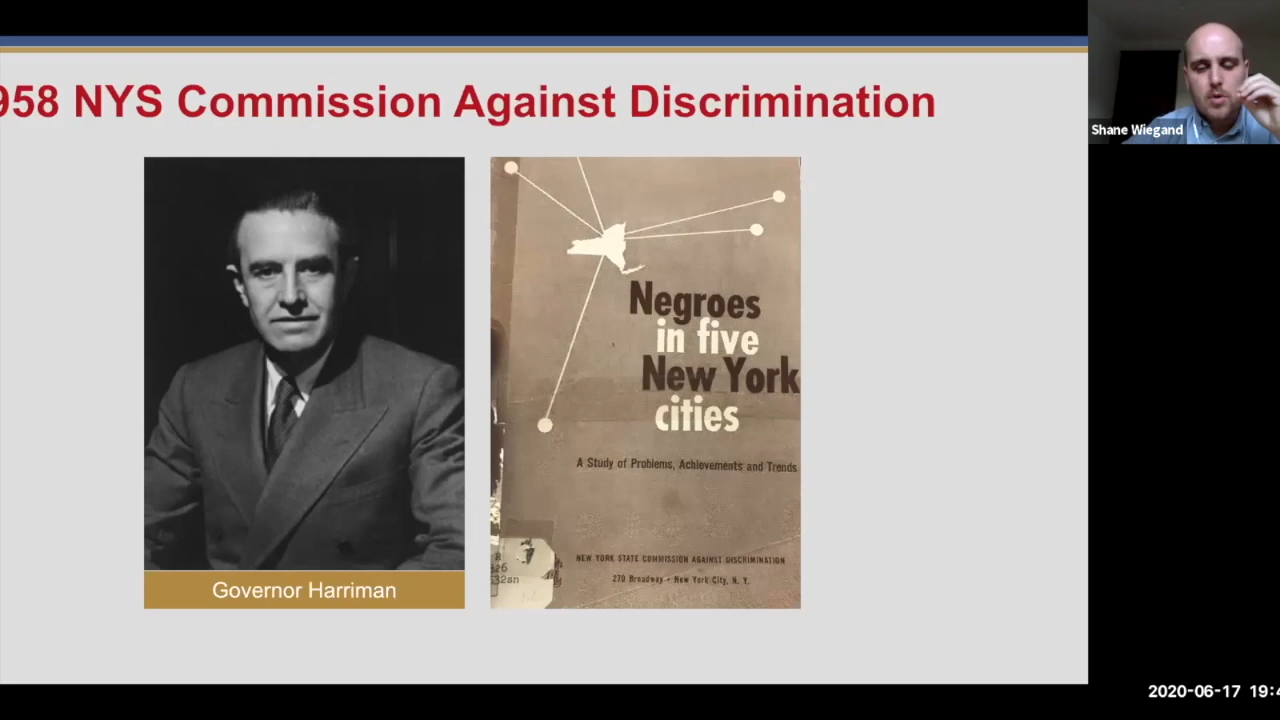 958 NYS Commission Against Discrimination
Shane Wiegand
Negroes
in five
New York
cities
A Study of Problems, Achievements and Trends
NEW YORK STATE COMMISSION AGAINST DISCRIMINATION
270 Broadway • New York City, N. Y.
R
32sn
Governor Harriman
2020-06-17 19:4